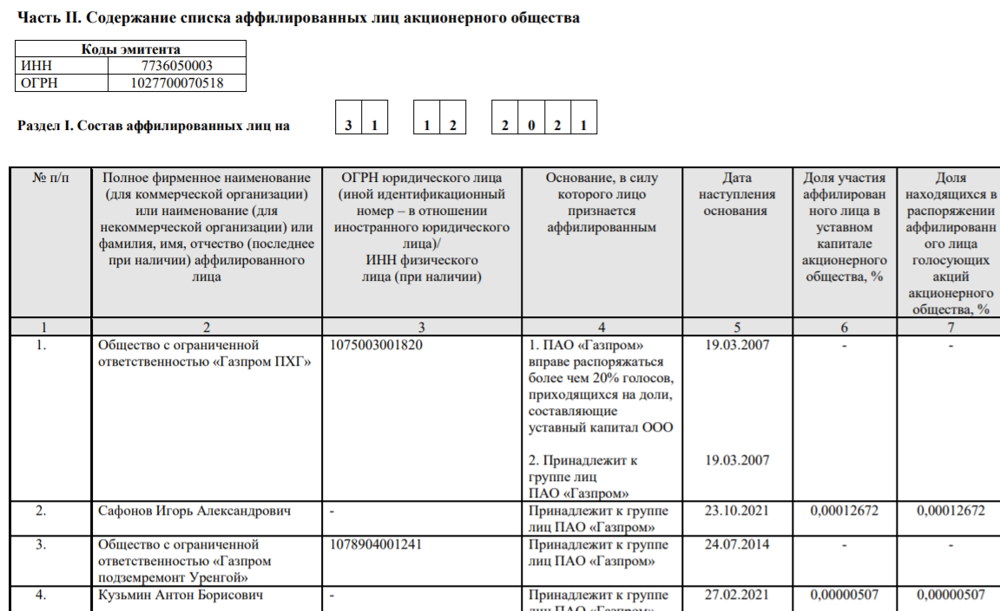 Часть II. Содержание списка аффилированных лиц акционерного общества
Коды эмитента
ИНН 7736050003
ОГРН 1027700070518
Раздел I. Состав аффилированных лиц на 3 1 1 2 2 0 2 1
№ п/п
Полное фирменное наименование
(для коммерческой организации)
или наименование (для
некоммерческой организации) или
фамилия, имя, отчество (последнее
при наличии) аффилированного
лица
ОГРН юридического лица
(иной идентификационный
номер – в отношении
иностранного юридического
лица)/
ИНН физического
лица (при наличии)
Основание, в силу
которого лицо
признается
аффилированным
Дата
наступления
основания
Доля участия
аффилирован
ного лица в
уставном
капитале
акционерного
общества, %
Доля
находящихся в
распоряжении
аффилированн
ого лица
голосующих
акций
акционерного
общества, %
1 2 3 4 5 6 7
1.
Общество с ограниченной
ответственностью «Газпром ПХГ»
1075003001820
1. ПАО «Газпром»
вправе распоряжаться
более чем 20% голосов,
приходящихся на доли,
составляющие
уставный капитал ООО
19.03.2007
-
-
2. Принадлежит к
группе лиц
ПАО «Газпром»
19.03.2007
2.
Сафонов Игорь Александрович
-
Принадлежит к группе
лиц ПАО «Газпром»
23.10.2021
0,00012672
0,00012672
3.
Общество с ограниченной
ответственностью «Газпром
подземремонт Уренгой»
1078904001241
Принадлежит к группе
лиц ПАО «Газпром»
24.07.2014
-
-
4.
Кузьмин Антон Борисович
-
Принадлежит к группе
лиц ПАО «Газпром»
27.02.2021
0,00000507
0,00000507